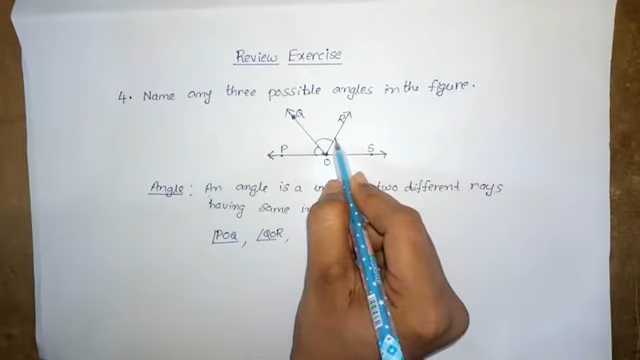 Review Exercise
4. Name any three possible angles in the figure.
Q R
P S
O
Angle: An angle is a two different rays
having same
∠POQ, ∠QOR,